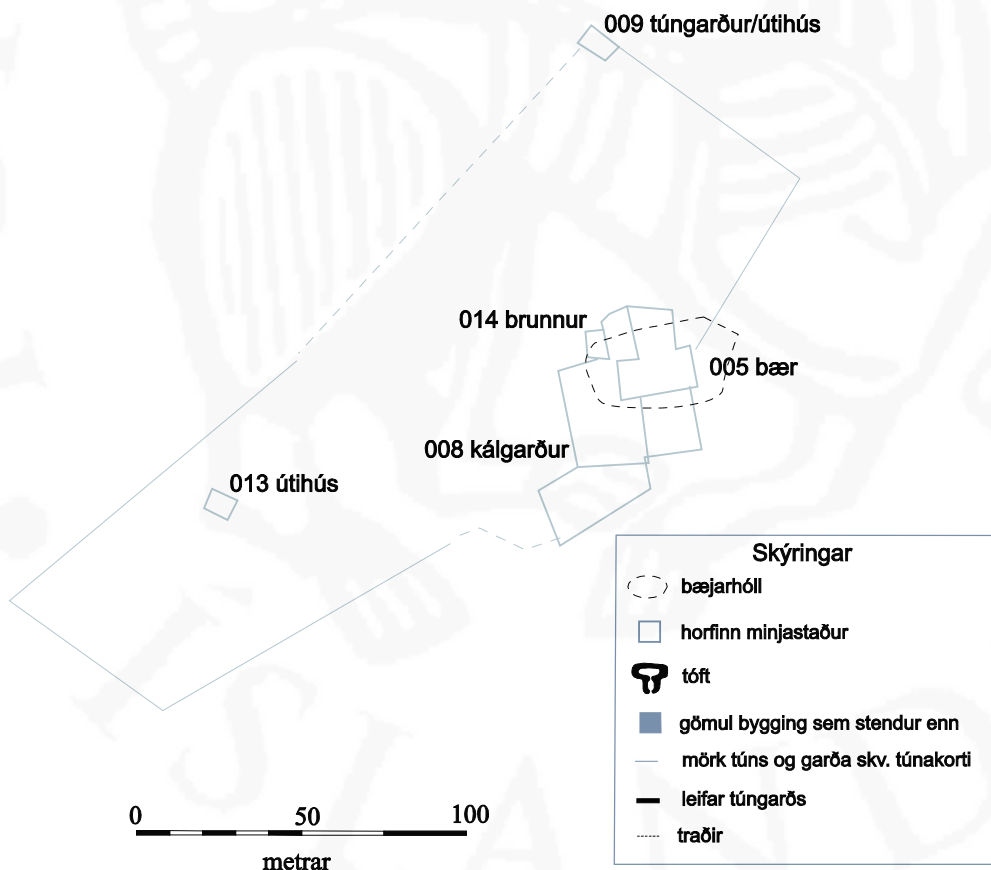 009 túngarður/útihús
014 brunnur
005 bær
008 kálgarður
013 útihús
Skýringar
bæjarhóll
horfinn minjastaður
tóft
gömul bygging sem stendur enn
mörk túns og garða skv. túnakorti
leifar túngarðs
traðir
0 50 100
metrar
ÍSLAND